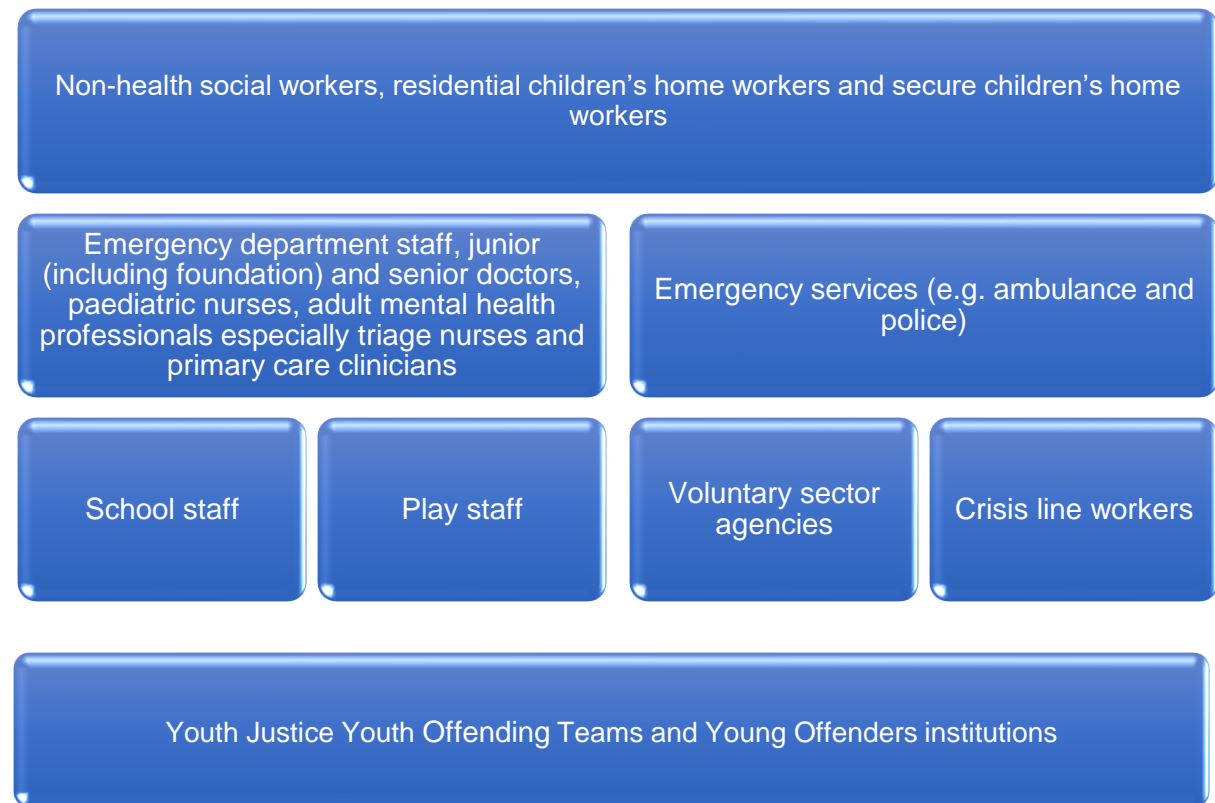 Non-health social workers, residential children’s home workers and secure children’s home
workers
Emergency department staff, junior
(including foundation) and senior doctors,
paediatric nurses, adult mental health
professionals especially triage nurses and
primary care clinicians
Emergency services (e.g. ambulance and
police)
School staff
Play staff
Voluntary sector
agencies
Crisis line workers
Youth Justice Youth Offending Teams and Young Offenders institutions